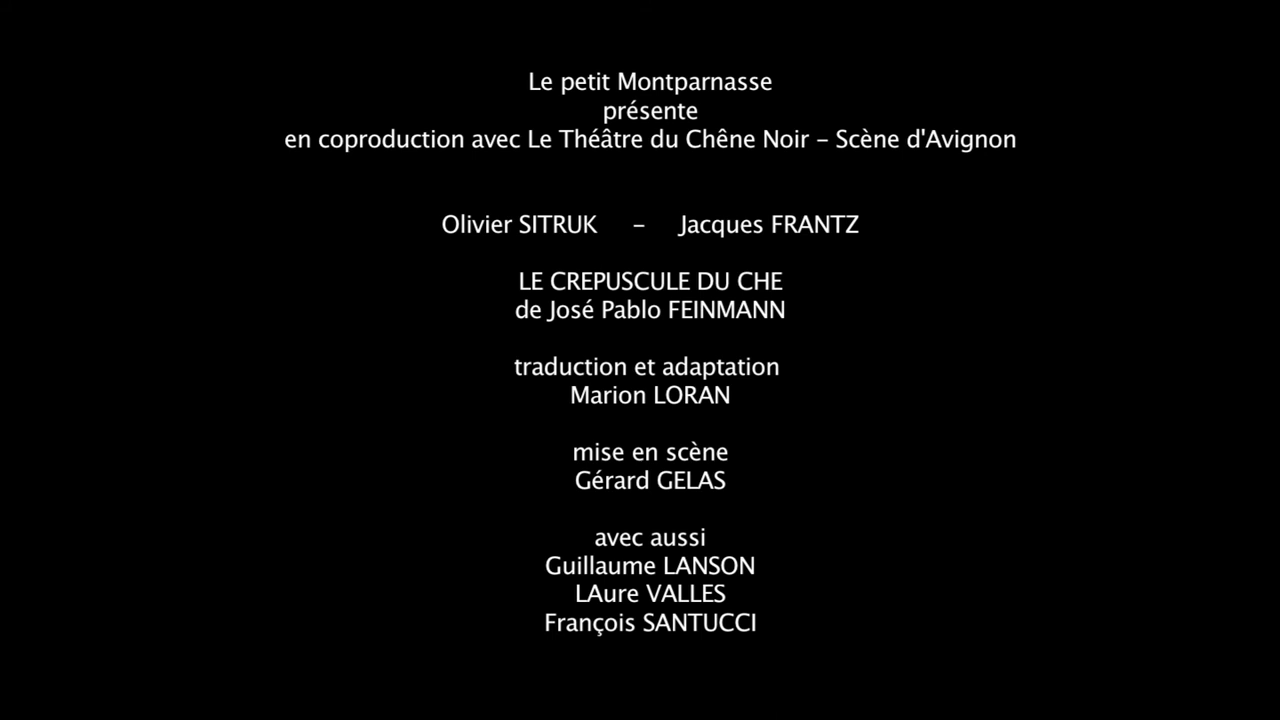 Le petit Montparnasse
présente
en coproduction avec Le Théâtre du Chêne Noir - Scène d'Avignon
Olivier SITRUK - Jacques FRANTZ
LE CREPUSCULE DU CHE
de José Pablo FEINMANN
traduction et adaptation
Marion LORAN
mise en scène
Gérard GELAS
avec aussi
Guillaume LANSON
LAure VALLES
François SANTUCCI